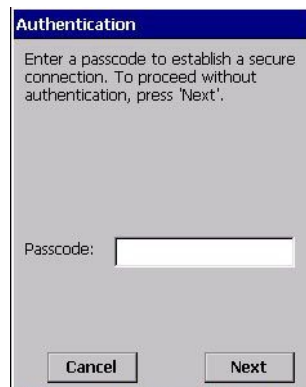 Authentication
Enter a passcode to establish a secure
connection. To proceed without
authentication, press 'Next'.
Passcode:
Cancel Next